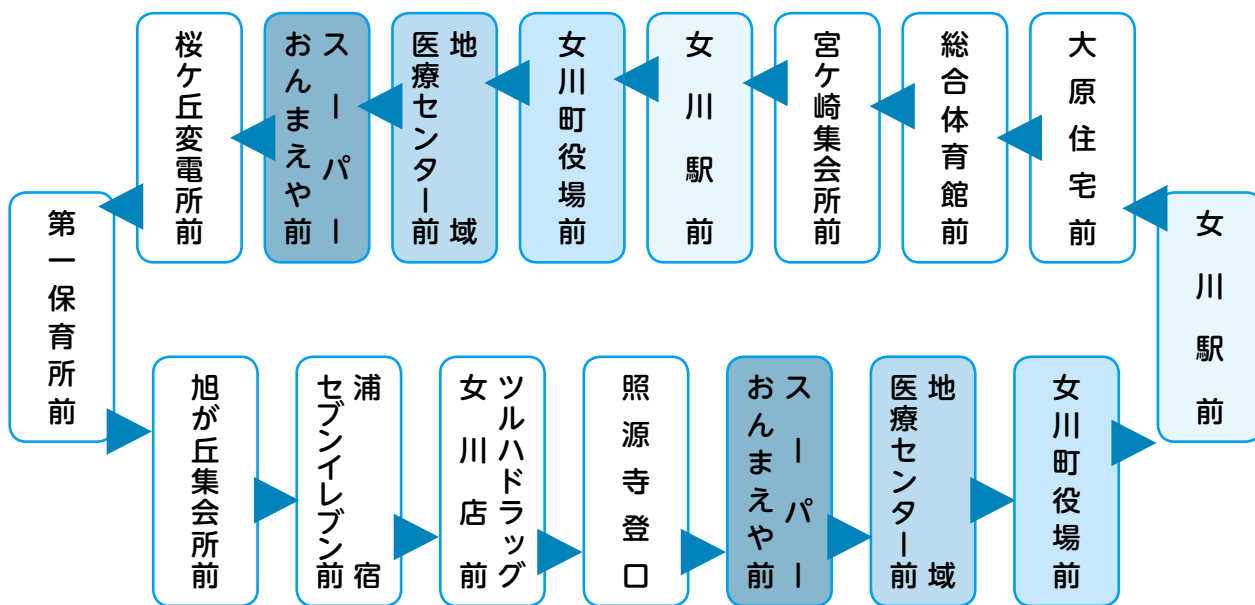 女川駅前
大原住宅前
総合体育館前
宮ケ崎集会所前
女川駅前
女川町役場前
地域
医療センター前
スーパー
おんまえや前
桜ケ丘変電所前
第一保育所前
旭が丘集会所前
浦宿
セブンイレブン前
ツルハドラッグ
女川店前
照源寺登口
スーパー
おんまえや前
地域
医療センター前
女川町役場前